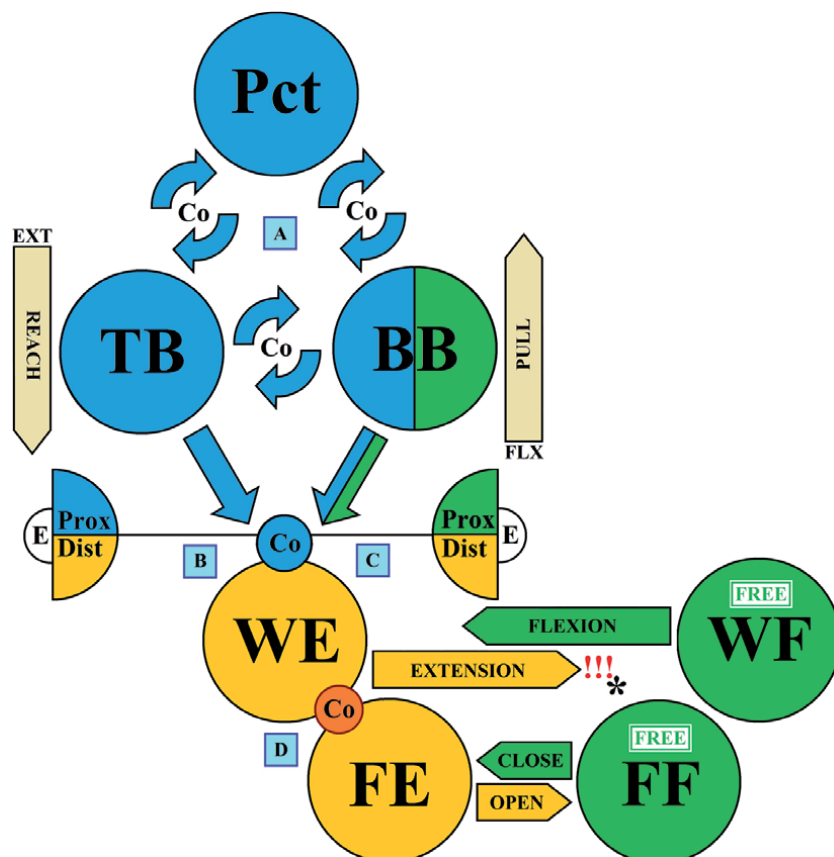 Pct
Co
Co
A
EXT
REACH
TB
Co
BB
PULL
FLX
E
Prox
Dist
B
Co
C
Prox
Dist
E
WE
FLEXION
EXTENSION
!!!
*
FREE
WF
Co
D
FE
CLOSE
OPEN
FREE
FF